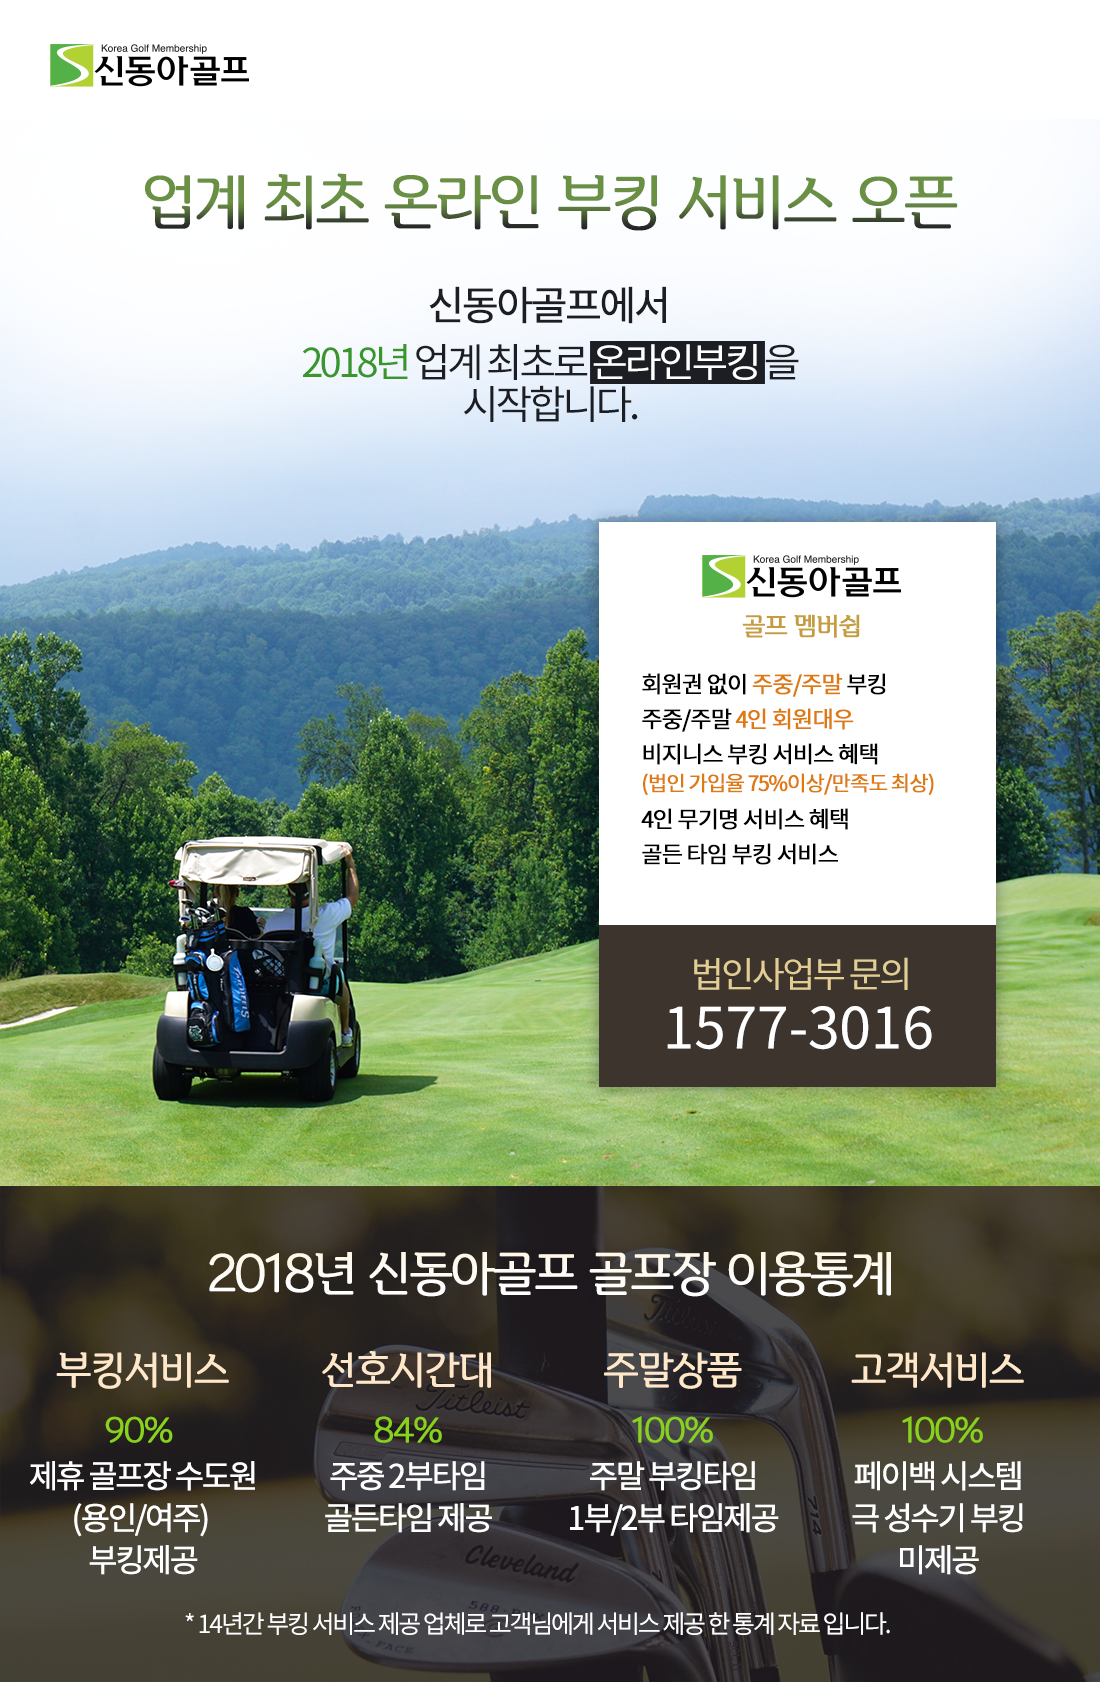 Korea Golf Membership
신동아골프
업계 최초 온라인 부킹 서비스 오픈
신동아골프에서
2018년 업계 최초로 온라인부킹을
시작합니다.
Korea Golf Membership
신동아골프
골프 멤버쉽
회원권 없이 주중/주말 부킹
주중/주말 4인 회원대우
비지니스 부킹 서비스 혜택
(법인 가입율 75%이상/만족도 최상)
4인 무기명 서비스 혜택
골든 타임 부킹 서비스
법인사업부 문의
1577-3016
2018년 신동아골프 골프장 이용통계
부킹서비스
90%
제휴 골프장 수도원
(용인/여주)
부킹제공
선호시간대
84%
주중 2부타임
골든타임 제공
주말상품
100%
주말 부킹타임
1부/2부 타임제공
고객서비스
100%
페이백 시스템
극 성수기 부킹
미제공
Titleist
Titleist
Cleveland
714
* 14년간 부킹 서비스 제공 업체로 고객님에게 서비스 제공 한 통계 자료 입니다.